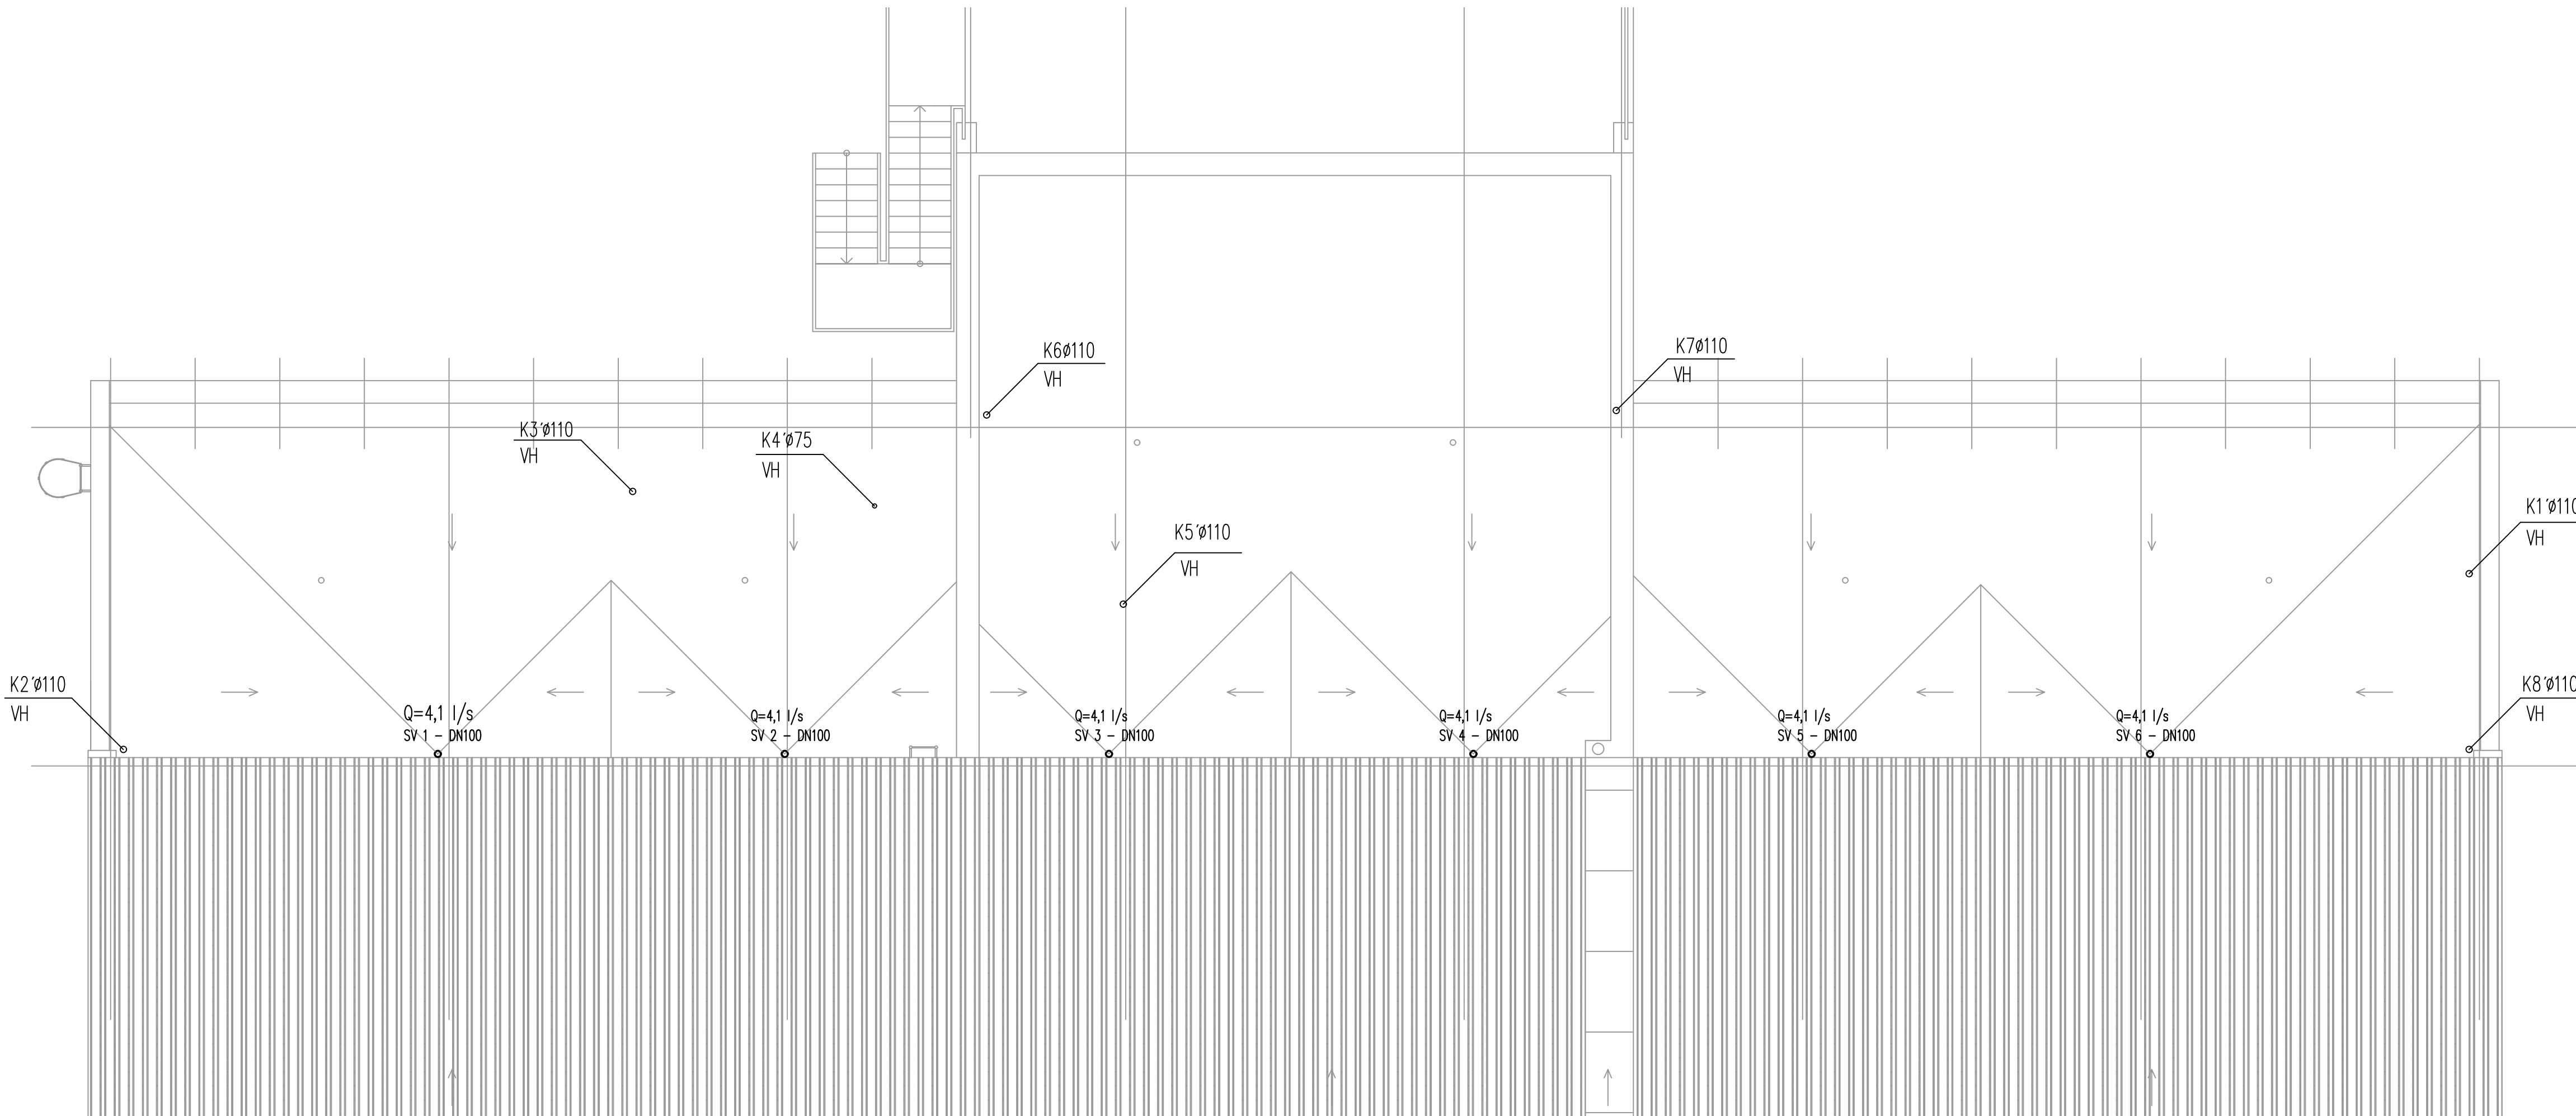 K6ø110
VH
K7ø110
VH
K3'ø110
VH
K4'ø75
VH
K5'ø110
VH
K1'ø110
VH
K2'ø110
VH
K8'ø110
VH
Q=4,1 l/s
SV 1 - DN100
Q=4,1 l/s
SV 2 - DN100
Q=4,1 l/s
SV 3 - DN100
Q=4,1 l/s
SV 4 - DN100
Q=4,1 l/s
SV 5 - DN100
Q=4,1 l/s
SV 6 - DN100